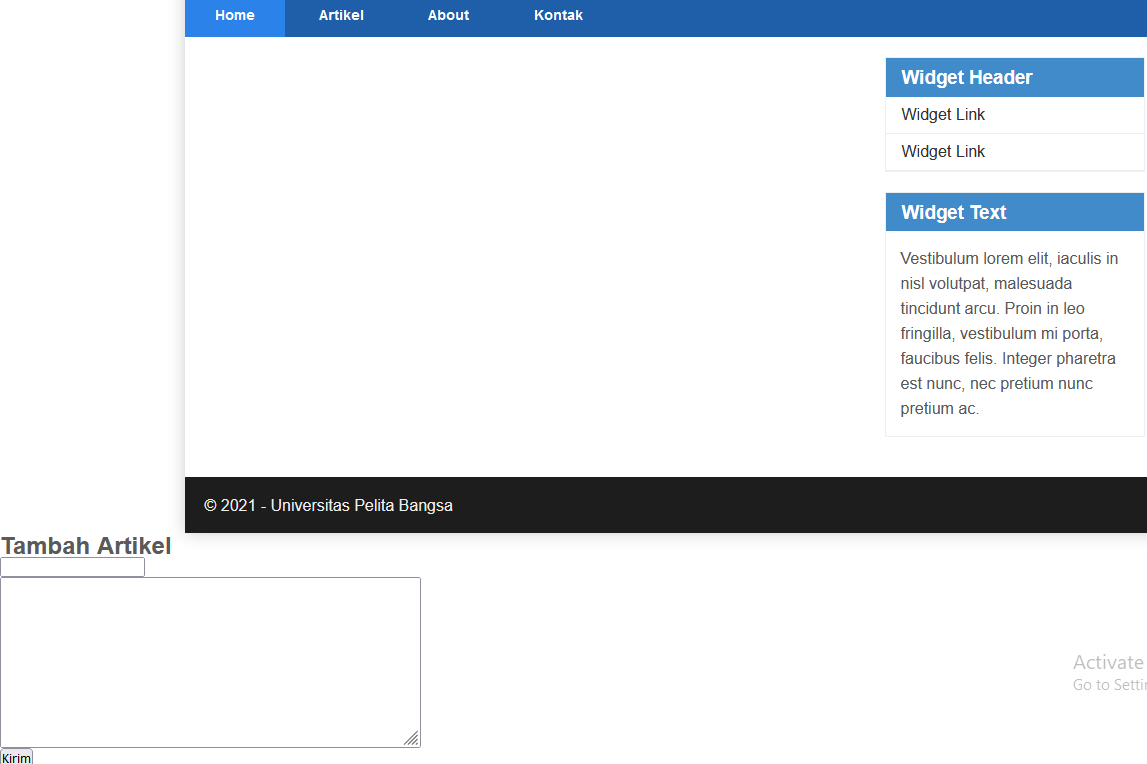 Home Artikel About Kontak
Widget Header
Widget Link
Widget Link
Widget Text
Vestibulum lorem elit, iaculis in
nisl volutpat, malesuada
tincidunt arcu. Proin in leo
fringilla, vestibulum mi porta,
faucibus felis. Integer pharetra
est nunc, nec pretium nunc
pretium ac.
© 2021 - Universitas Pelita Bangsa
Tambah Artikel
Activate
Go to Settin
Kirim